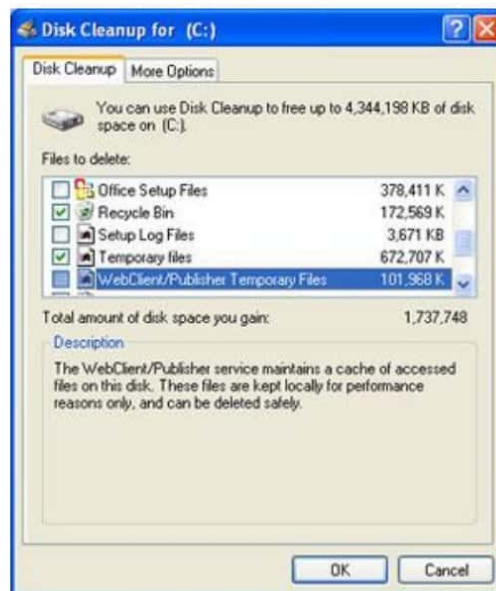 Disk Cleanup for (C:)
Disk Cleanup More Options
You can use Disk Cleanup to free up to 4,344,198 KB of disk
space on (C:).
Files to delete:
Office Setup Files 378,411 K
Recycle Bin 172,569 K
Setup Log Files 3,671 KB
Temporary files 672,707 K
WebClient/Publisher Temporary Files 101,968 K
Total amount of disk space you gain: 1,737,748
Description
The WebClient/Publisher service maintains a cache of accessed
files on this disk. These files are kept locally for performance
reasons only, and can be deleted safely.
OK Cancel